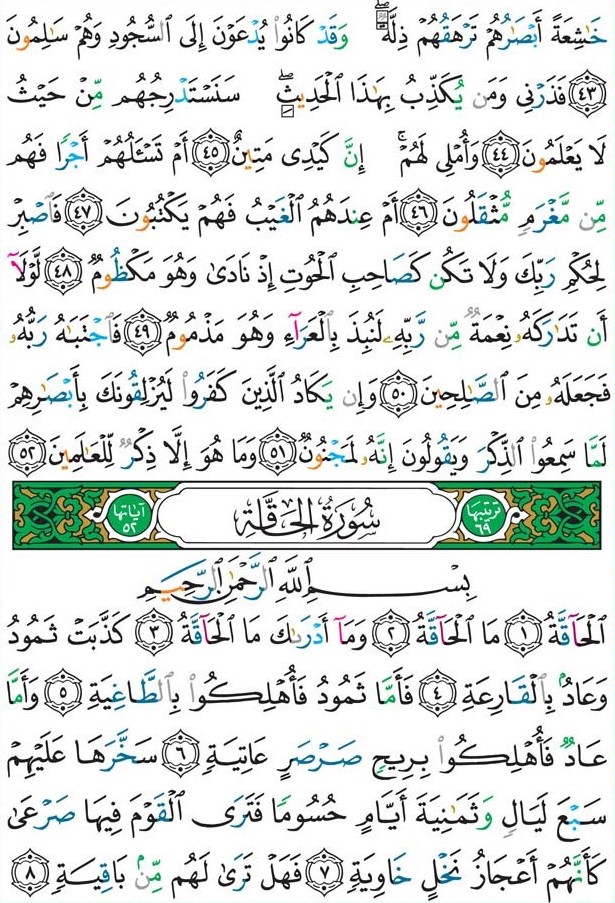 خَٰشِعَةً أَبْصَٰرُهُمْ تَرْهَقُهُمْ ذِلَّةٌۖ وَقَدْ كَانُوا۟ يُدْعَوْنَ إِلَى ٱلسُّجُودِ وَهُمْ سَٰلِمُونَ
﴿٤٣﴾ فَذَرْنِى وَمَن يُكَذِّبُ بِهَٰذَا ٱلْحَدِيثِۖ سَنَسْتَدْرِجُهُم مِّنْ حَيْثُ
لَا يَعْلَمُونَ ﴿٤٤﴾ وَأُمْلِى لَهُمْۚ إِنَّ كَيْدِى مَتِينٌ ﴿٤٥﴾ أَمْ تَسْـَٔلُهُمْ أَجْرًا فَهُم
مِّن مَّغْرَمٍ مُّثْقَلُونَ ﴿٤٦﴾ أَمْ عِندَهُمُ ٱلْغَيْبُ فَهُمْ يَكْتُبُونَ ﴿٤٧﴾ فَٱصْبِرْ
لِحُكْمِ رَبِّكَ وَلَا تَكُن كَصَاحِبِ ٱلْحُوتِ إِذْ نَادَىٰ وَهُوَ مَكْظُومٌ ﴿٤٨﴾ لَّوْلَآ
أَن تَدَٰرَكَهُۥ نِعْمَةٌ مِّن رَّبِّهِۦ لَنُبِذَ بِٱلْعَرَآءِ وَهُوَ مَذْمُومٌ ﴿٤٩﴾ فَٱجْتَبَٰهُ رَبُّهُۥ
فَجَعَلَهُۥ مِنَ ٱلصَّٰلِحِينَ ﴿٥٠﴾ وَإِن يَكَادُ ٱلَّذِينَ كَفَرُوا۟ لَيُزْلِقُونَكَ بِأَبْصَٰرِهِمْ
لَمَّا سَمِعُوا۟ ٱلذِّكْرَ وَيَقُولُونَ إِنَّهُۥ لَمَجْنُونٌ ﴿٥١﴾ وَمَا هُوَ إِلَّا ذِكْرٌ لِّلْعَٰلَمِينَ ﴿٥٢﴾
ترتيبها ٦٩ سُورَةُ الحَاقَّةِ آياتها ٥٢
بِسْمِ ٱللَّهِ ٱلرَّحْمَٰنِ ٱلرَّحِيمِ
ٱلْحَآقَّةُ ﴿١﴾ مَا ٱلْحَآقَّةُ ﴿٢﴾ وَمَآ أَدْرَىٰكَ مَا ٱلْحَآقَّةُ ﴿٣﴾ كَذَّبَتْ ثَمُودُ
وَعَادٌۢ بِٱلْقَارِعَةِ ﴿٤﴾ فَأَمَّا ثَمُودُ فَأُهْلِكُوا۟ بِٱلطَّاغِيَةِ ﴿٥﴾ وَأَمَّا
عَادٌ فَأُهْلِكُوا۟ بِرِيحٍ صَرْصَرٍ عَاتِيَةٍ ﴿٦﴾ سَخَّرَهَا عَلَيْهِمْ
سَبْعَ لَيَالٍ وَثَمَٰنِيَةَ أَيَّامٍ حُسُومًا فَتَرَى ٱلْقَوْمَ فِيهَا صَرْعَىٰ
كَأَنَّهُمْ أَعْجَازُ نَخْلٍ خَاوِيَةٍ ﴿٧﴾ فَهَلْ تَرَىٰ لَهُم مِّنۢ بَاقِيَةٍ ﴿٨﴾